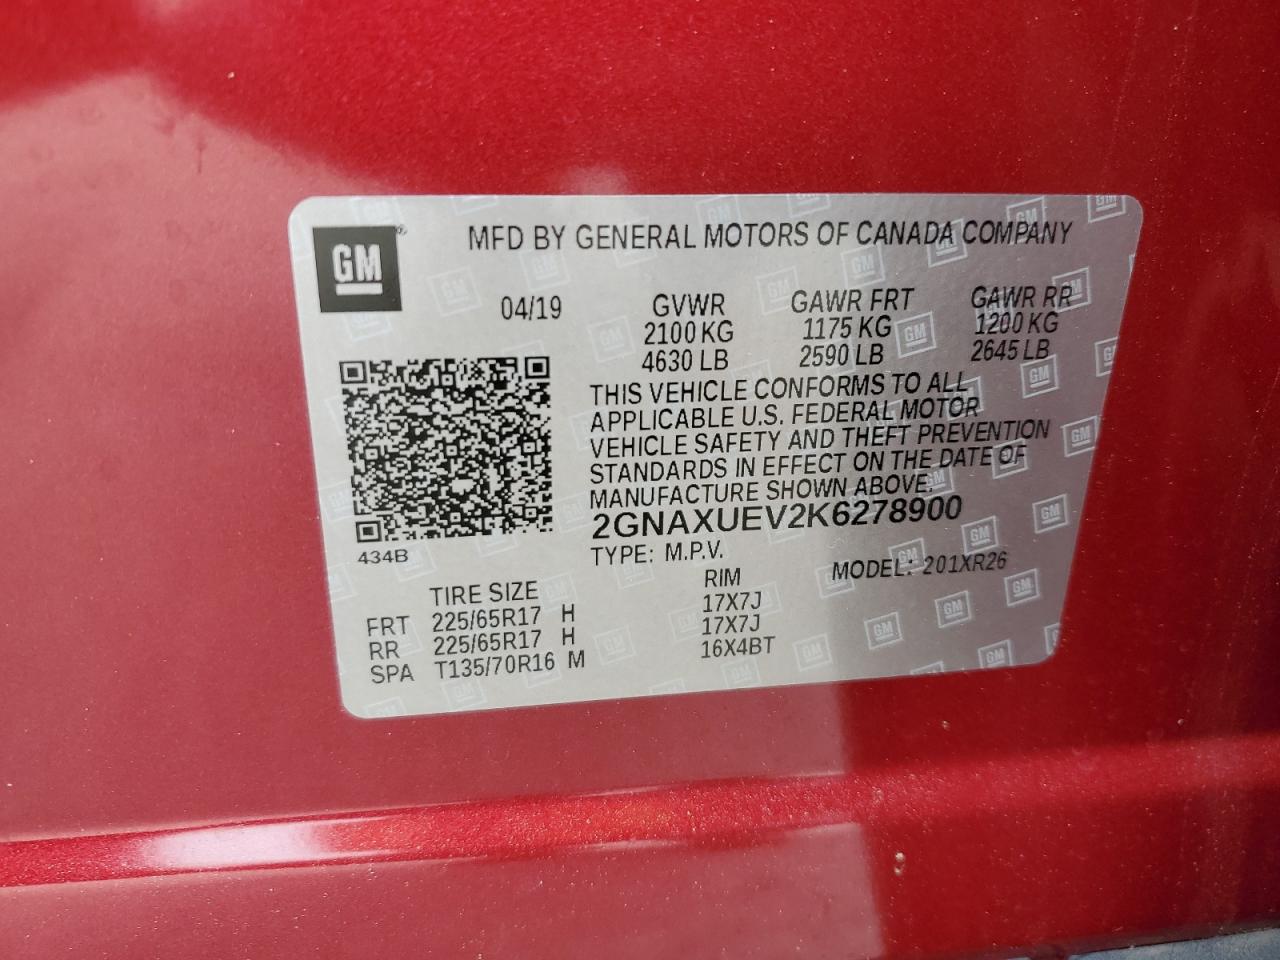 GM
MFD BY GENERAL MOTORS OF CANADA COMPANY
04/19 GVWR GAWR FRT GAWR RR
2100 KG 1175 KG 1200 KG
4630 LB 2590 LB 2645 LB
THIS VEHICLE CONFORMS TO ALL
APPLICABLE U.S. FEDERAL MOTOR
VEHICLE SAFETY AND THEFT PREVENTION
STANDARDS IN EFFECT ON THE DATE OF
MANUFACTURE SHOWN ABOVE.
2GNAXUEV2K6278900
434B
TYPE: M.P.V. MODEL: 201XR26
TIRE SIZE RIM
FRT 225/65R17 H 17X7J
RR 225/65R17 H 17X7J
SPA T135/70R16 M 16X4BT